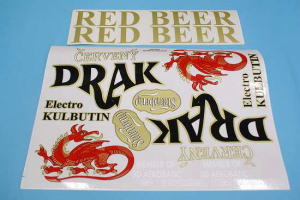 RED BEER
RED BEER
ČERVENÝ
DRAK
Electro
KULBUTIN
DRAK
Electro
KULBUTIN
ČERVENÝ